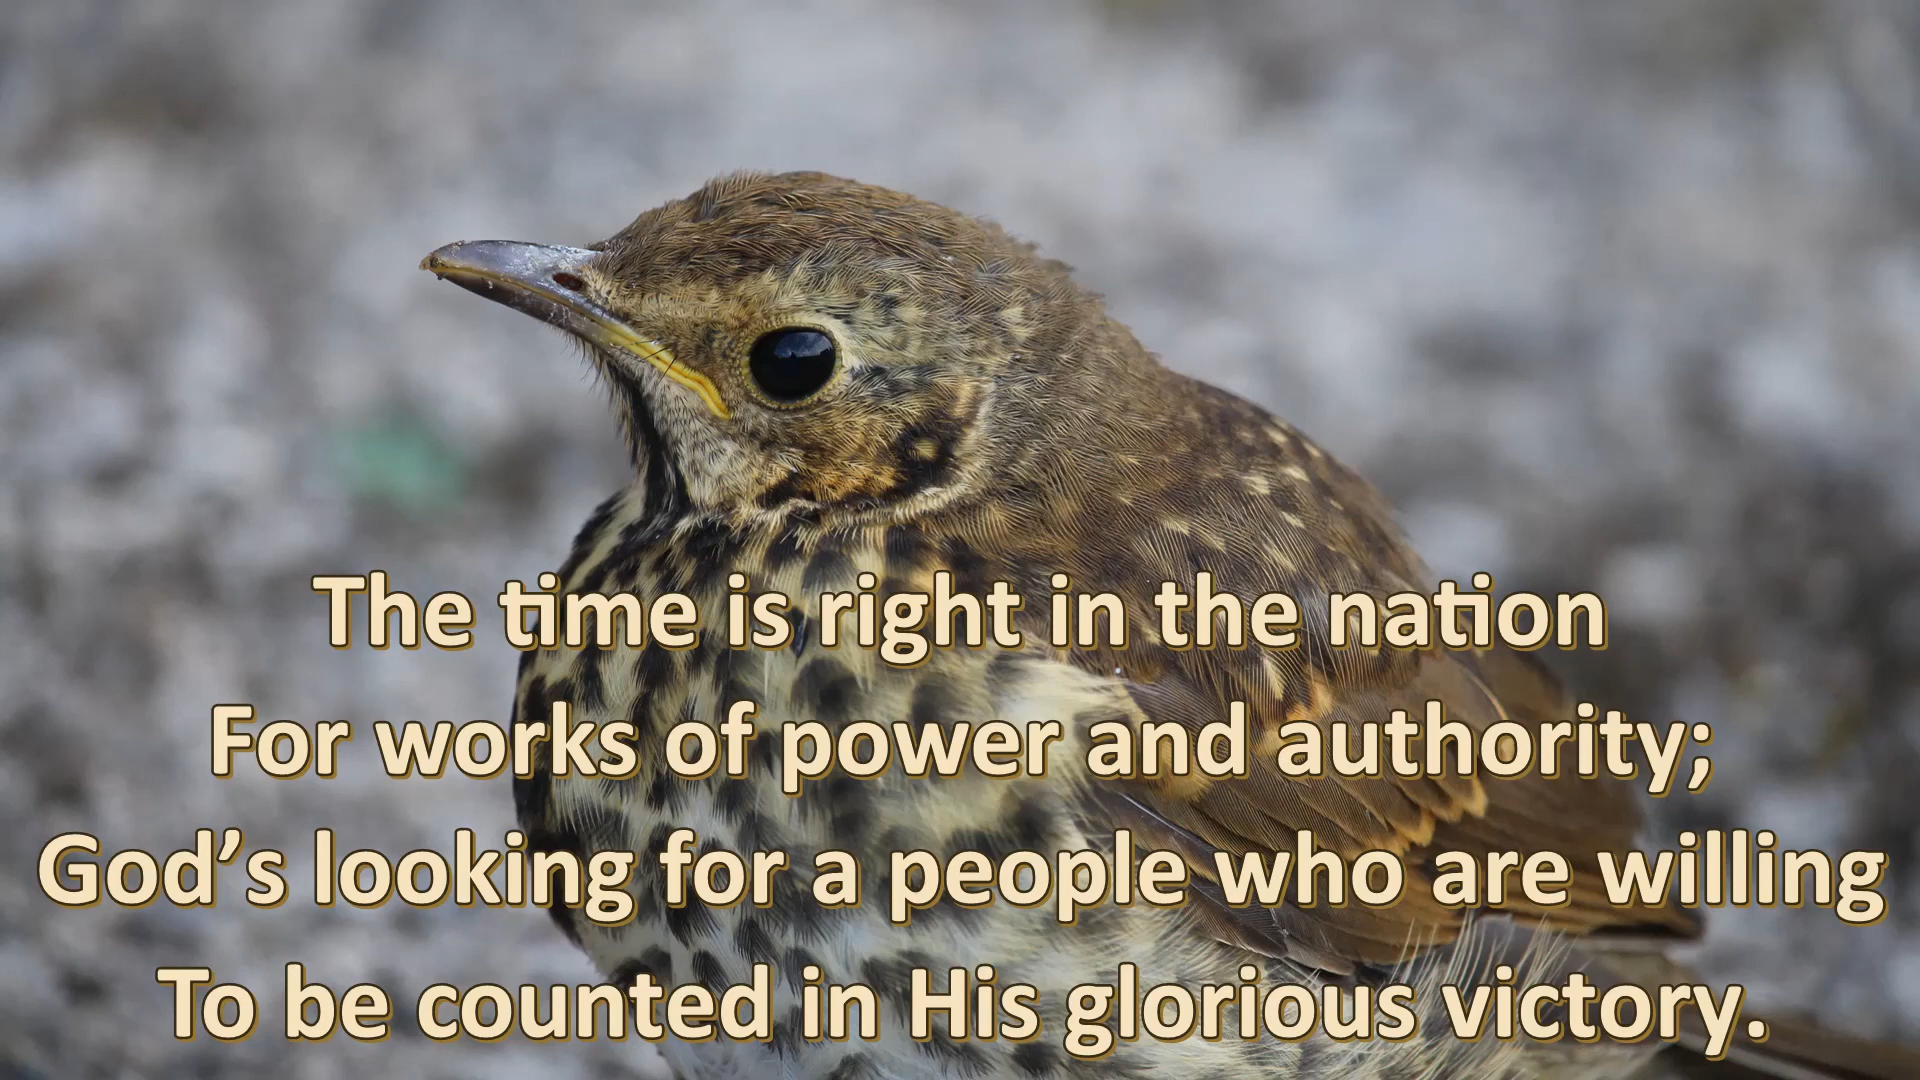 The time is right in the nation
For works of power and authority;
God’s looking for a people who are willing
To be counted in His glorious victory.